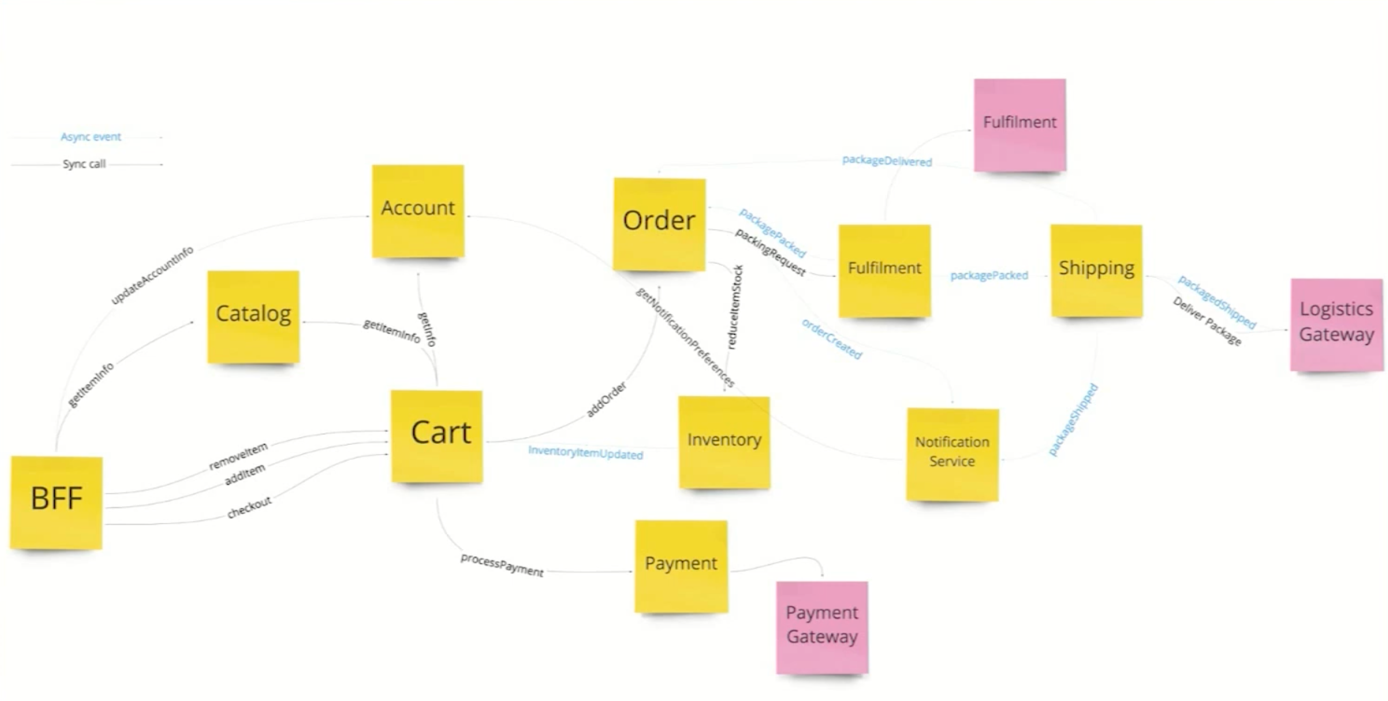 Fulfilment
Async event
Sync call
packageDelivered
Account
Order
packagePacked
packingRequest
updateAccountInfo
Fulfilment
packagePacked
Shipping
packagedShipped
Deliver Package
Logistics
Gateway
Catalog
getItemInfo
getInfo
getNotificationPreferences
reduceItemStock
orderCreated
getItemInfo
addOrder
packageShipped
Cart
Inventory
Notification
Service
removeItem
addItem
InventoryItemUpdated
BFF
checkout
processPayment
Payment
Payment
Gateway